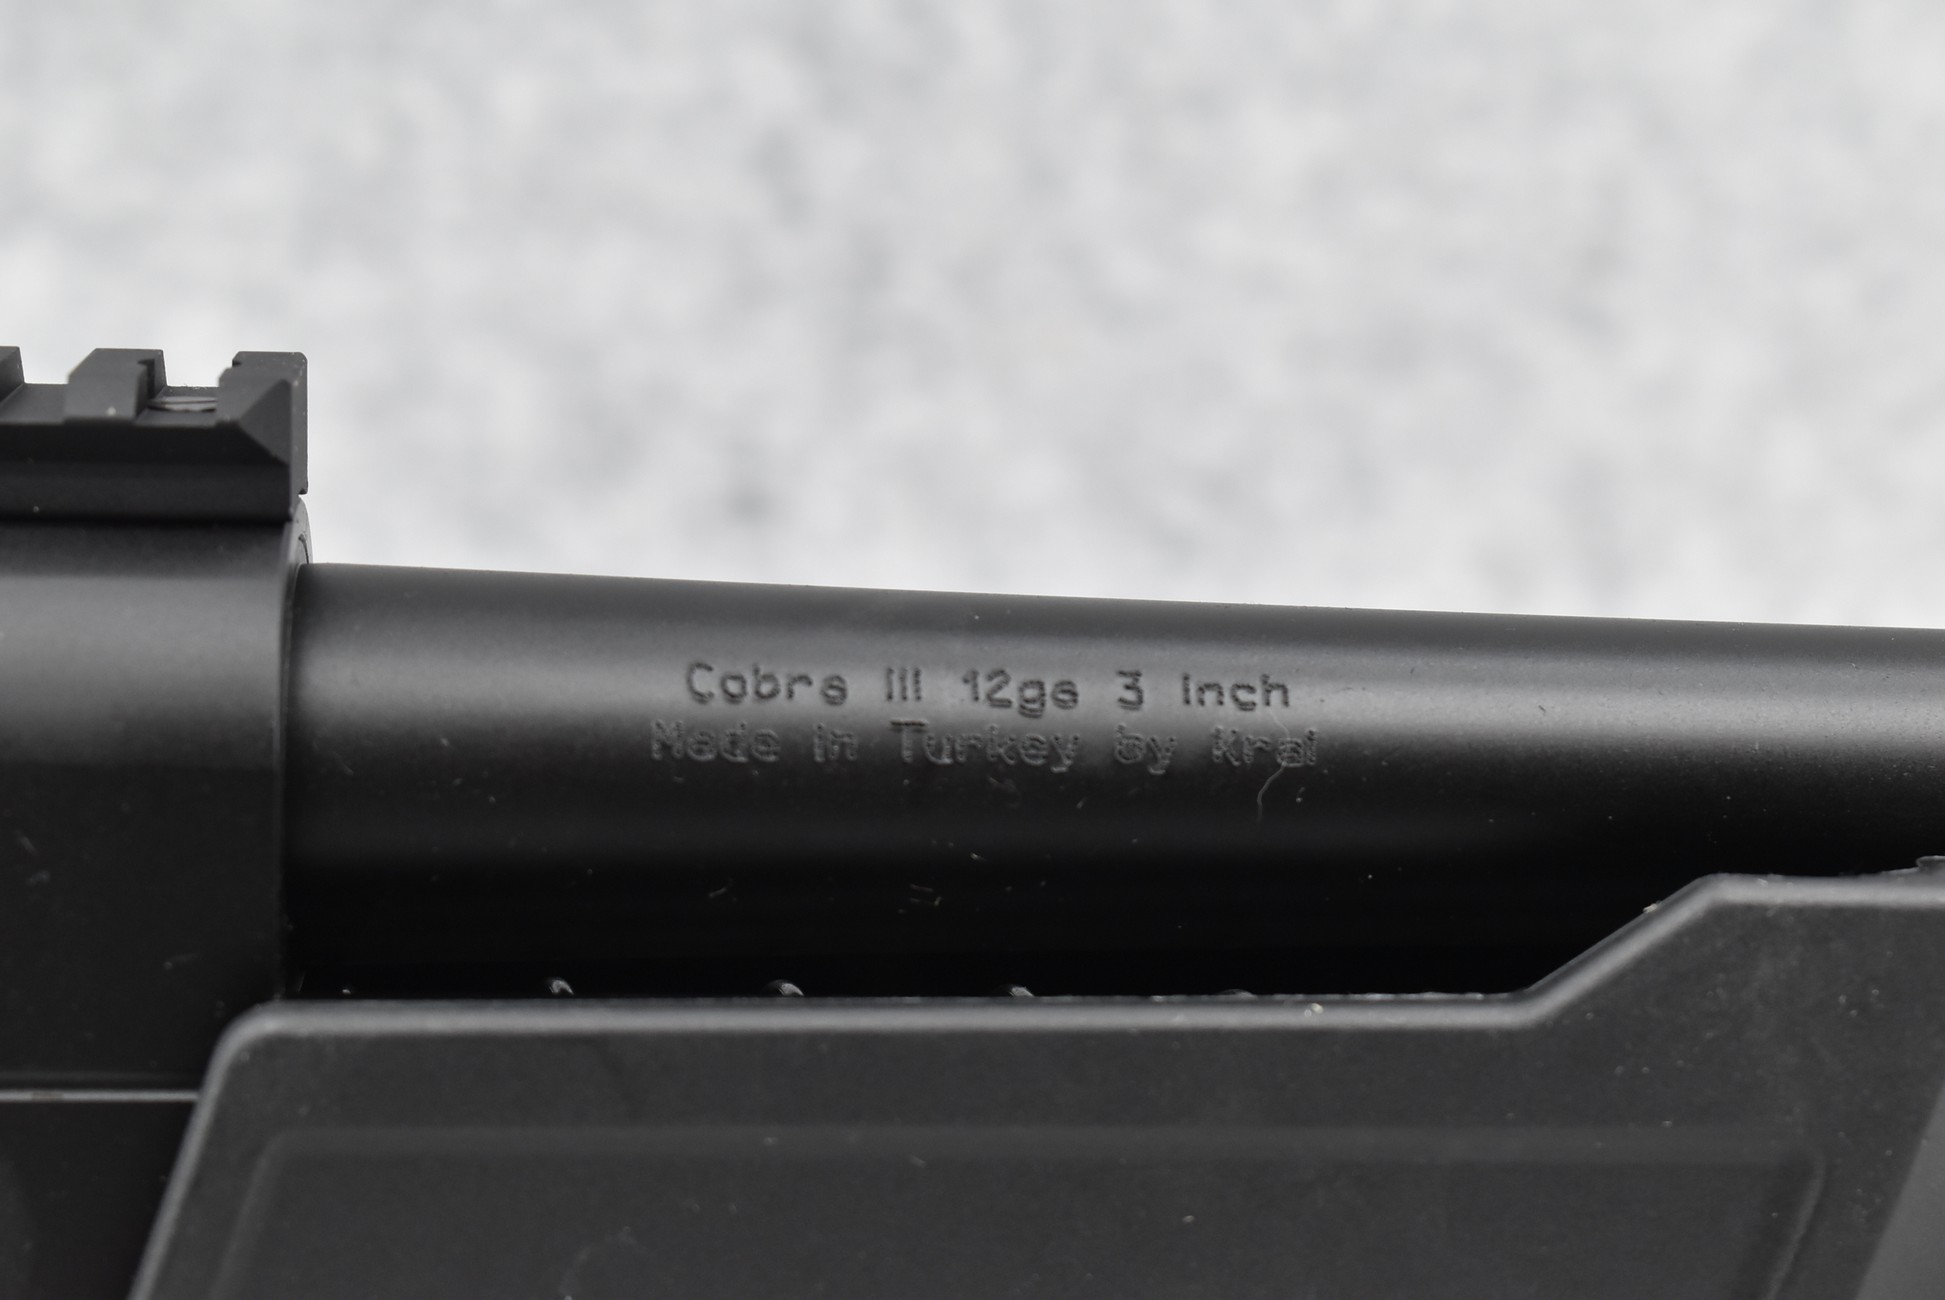 Cobra III 12ga 3 inch
Made in Turkey by Kral